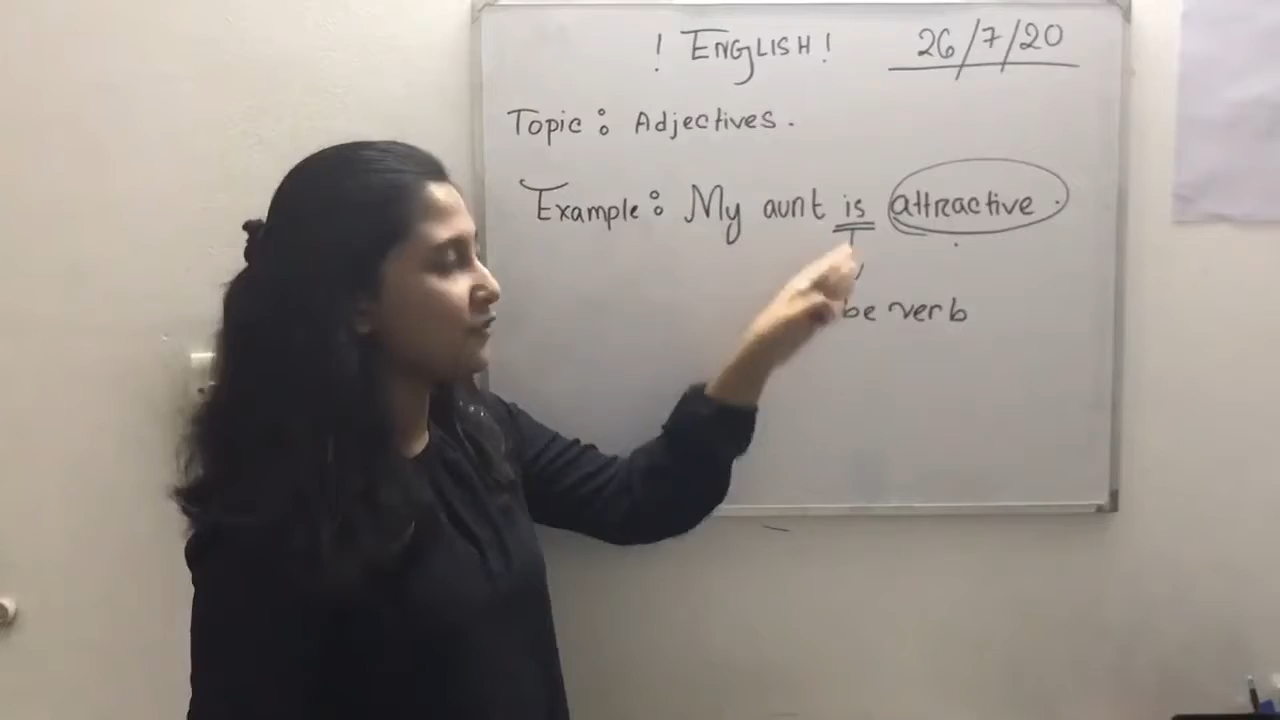 ! ENGLISH! 26/7/20
Topic: Adjectives.
Example: My aunt is attractive.
be verb